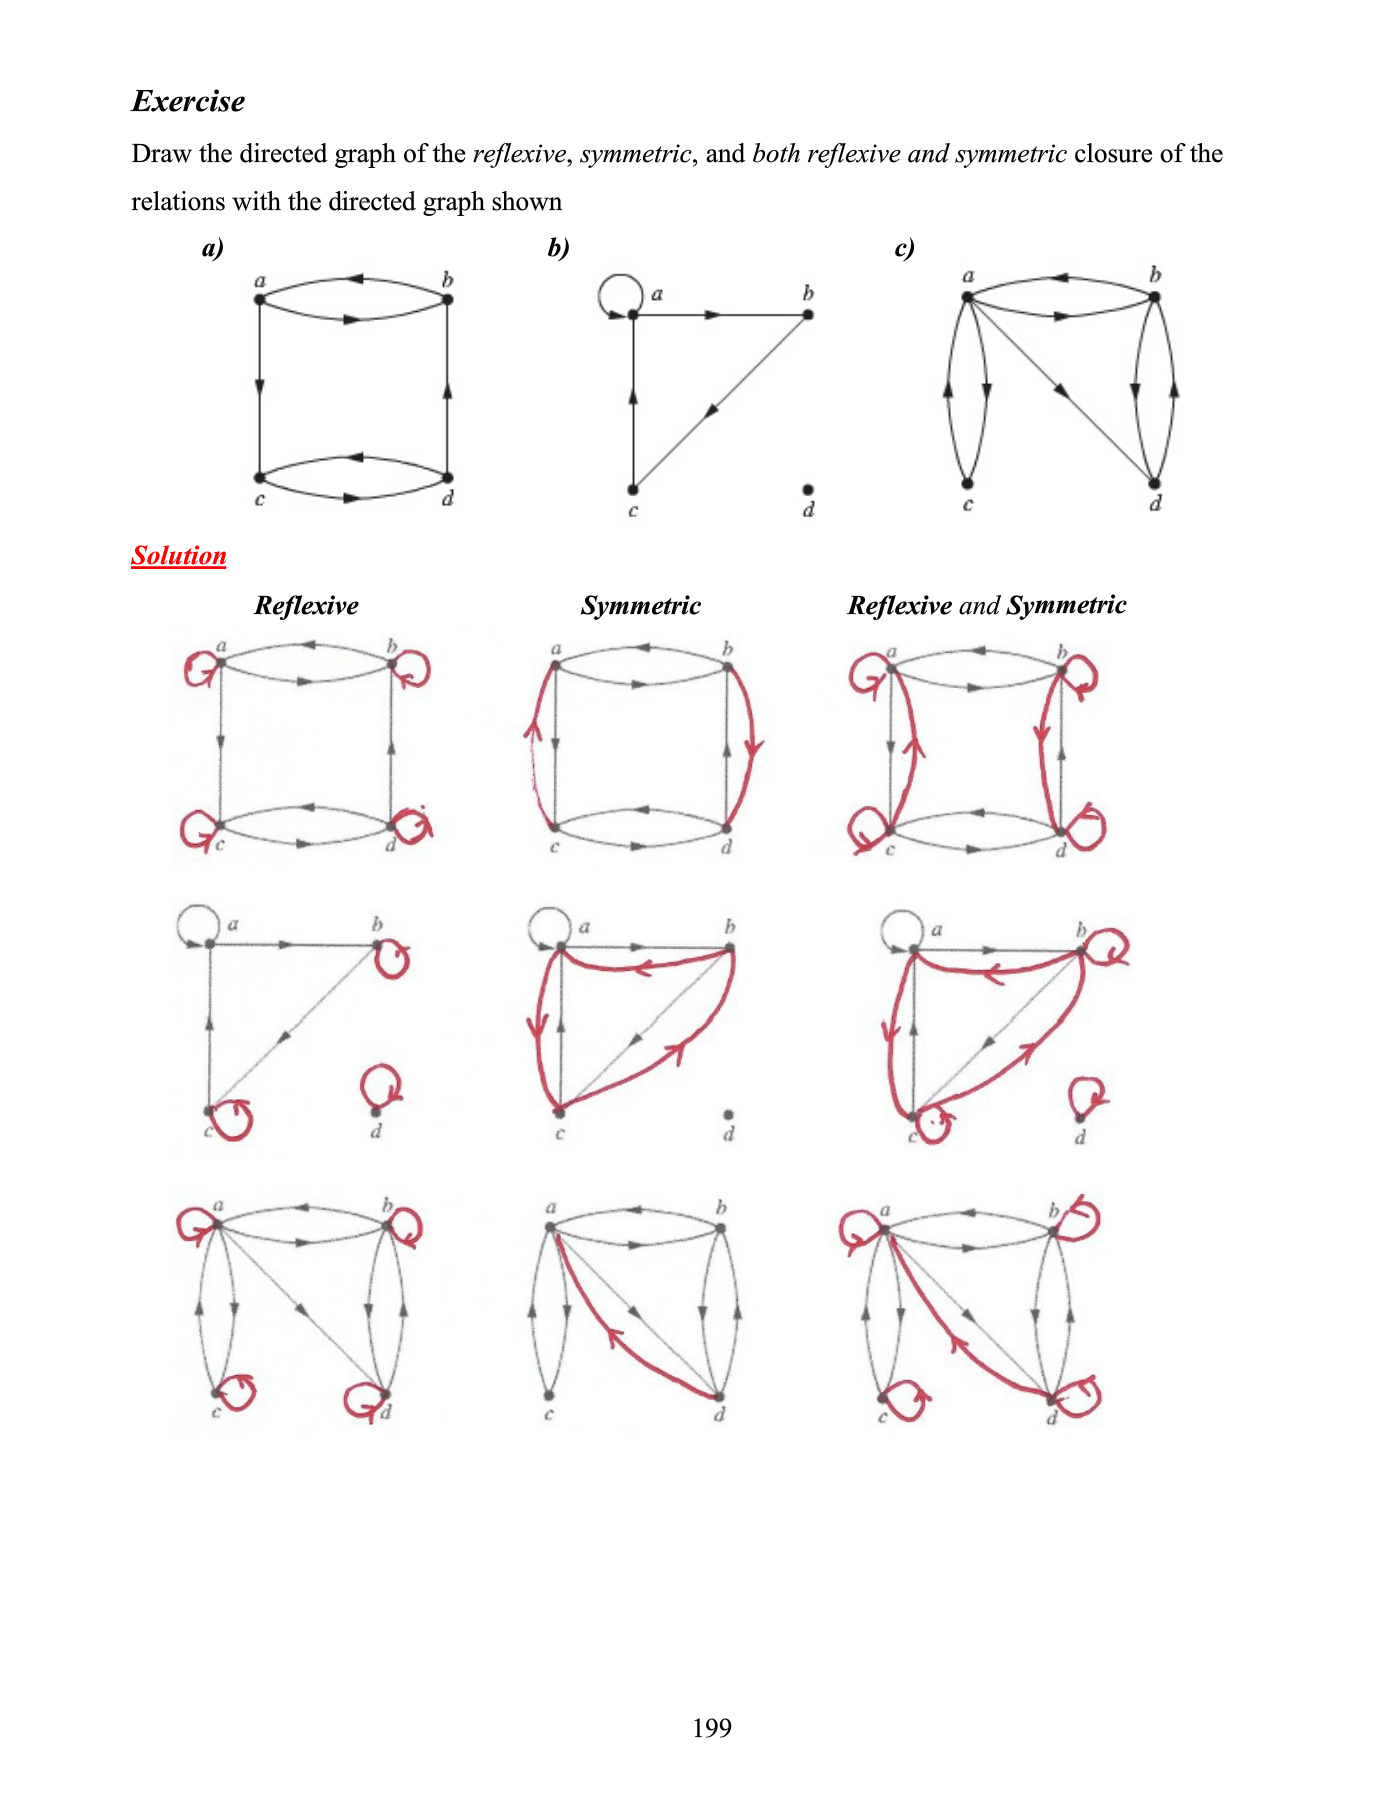 Exercise
Draw the directed graph of the reflexive, symmetric, and both reflexive and symmetric closure of the
relations with the directed graph shown
a) b) c)
a b a b a b
c d c d c d
Solution
Reflexive Symmetric Reflexive and Symmetric
a b a b a b
c d c d c d
a b a b a b
c d c d c d
a b a b a b
c d c d c d
199